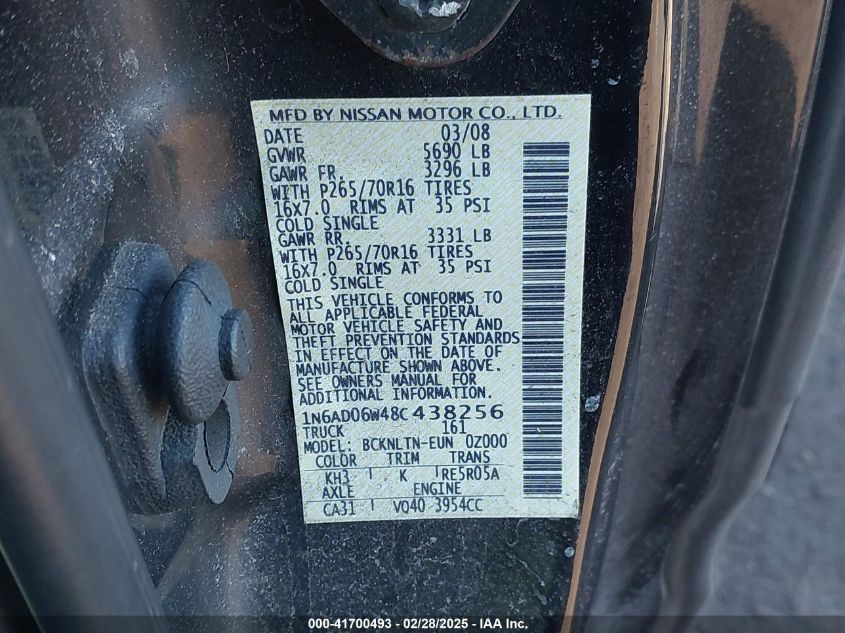 MFD BY NISSAN MOTOR CO., LTD.
DATE 03/08
GVWR 5690 LB
GAWR FR. 3296 LB
WITH P265/70R16 TIRES
16X7.0 RIMS AT 35 PSI
COLD SINGLE
GAWR RR. 3331 LB
WITH P265/70R16 TIRES
16X7.0 RIMS AT 35 PSI
COLD SINGLE
THIS VEHICLE CONFORMS TO
ALL APPLICABLE FEDERAL
MOTOR VEHICLE SAFETY AND
THEFT PREVENTION STANDARDS
IN EFFECT ON THE DATE OF
MANUFACTURE SHOWN ABOVE.
SEE OWNERS MANUAL FOR
ADDITIONAL INFORMATION
1N6AD06W48C438256
TRUCK 161
MODEL: BCKNLTN-EUN 0Z000
COLOR TRIM TRANS
KH3 K RE5R05A
AXLE ENGINE
CA31 VQ40 3954CC
000-41700493 - 02/28/2025 - IAA Inc.